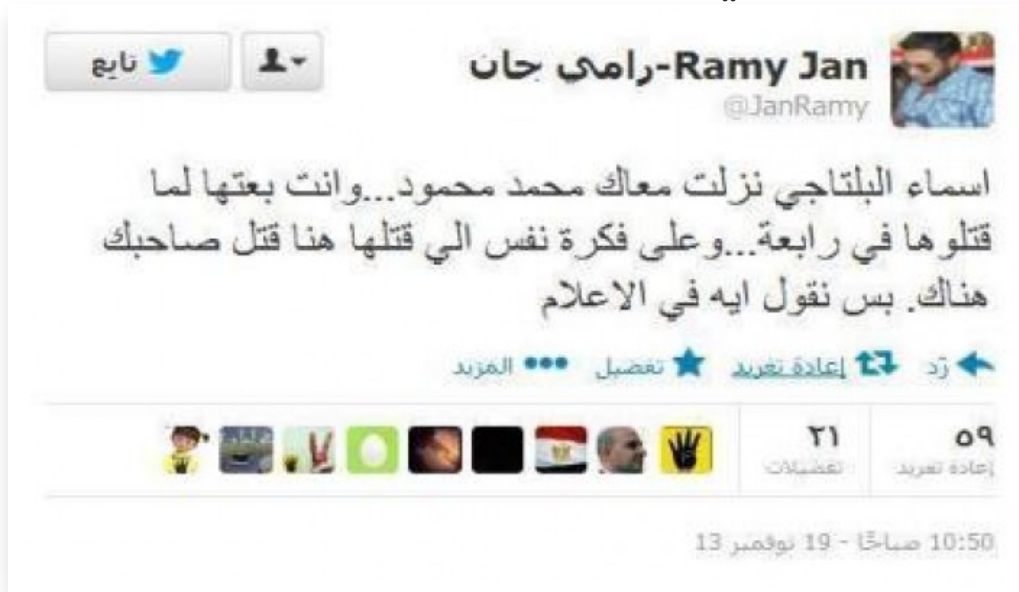 تابع
Ramy Jan-رامي جان
@JanRamy
اسماء البلتاجي نزلت معاك محمد محمود...وانت بعتها لما
قتلوها في رابعة...وعلى فكرة نفس الي قتلها هنا قتل صاحبك
هناك. بس نقول ايه في الاعلام
رّد إعادة تغريد تفضيل المزيد
٥٩ ٢١
إعادة تغريد تفضيلات
10:50 صباحًا - 19 نوفمبر 13